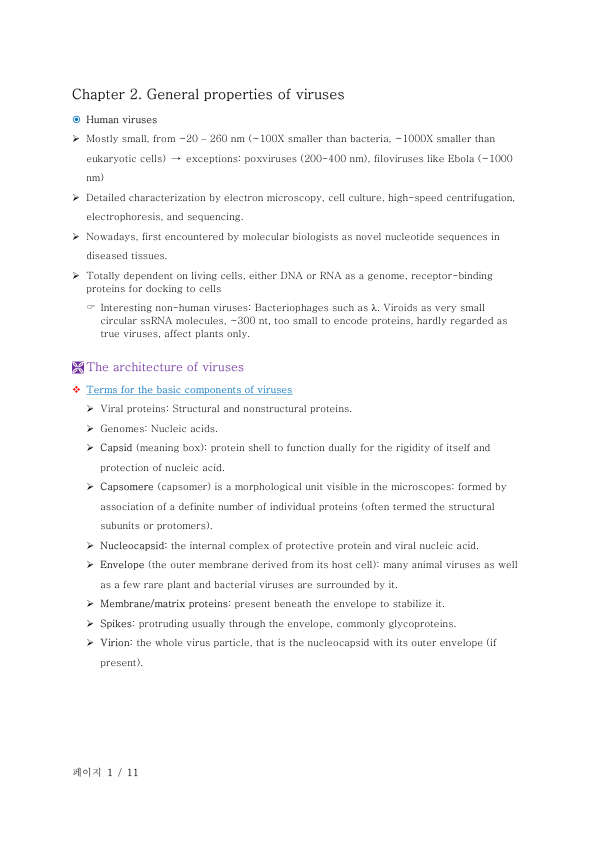 Chapter 2. General properties of viruses
Human viruses
Mostly small, from ~20 – 260 nm (~100X smaller than bacteria, ~1000X smaller than
eukaryotic cells) → exceptions: poxviruses (200-400 nm), filoviruses like Ebola (~1000
nm)
Detailed characterization by electron microscopy, cell culture, high-speed centrifugation,
electrophoresis, and sequencing.
Nowadays, first encountered by molecular biologists as novel nucleotide sequences in
diseased tissues.
Totally dependent on living cells, either DNA or RNA as a genome, receptor-binding
proteins for docking to cells
☞ Interesting non-human viruses: Bacteriophages such as λ. Viroids as very small
circular ssRNA molecules, ~300 nt, too small to encode proteins, hardly regarded as
true viruses, affect plants only.
The architecture of viruses
❖ Terms for the basic components of viruses
➢ Viral proteins: Structural and nonstructural proteins.
➢ Genomes: Nucleic acids.
➢ Capsid (meaning box): protein shell to function dually for the rigidity of itself and
protection of nucleic acid.
➢ Capsomere (capsomer) is a morphological unit visible in the microscopes: formed by
association of a definite number of individual proteins (often termed the structural
subunits or protomers).
➢ Nucleocapsid: the internal complex of protective protein and viral nucleic acid.
➢ Envelope (the outer membrane derived from its host cell): many animal viruses as well
as a few rare plant and bacterial viruses are surrounded by it.
➢ Membrane/matrix proteins: present beneath the envelope to stabilize it.
➢ Spikes: protruding usually through the envelope, commonly glycoproteins.
➢ Virion: the whole virus particle, that is the nucleocapsid with its outer envelope (if
present).
페이지 1 / 11